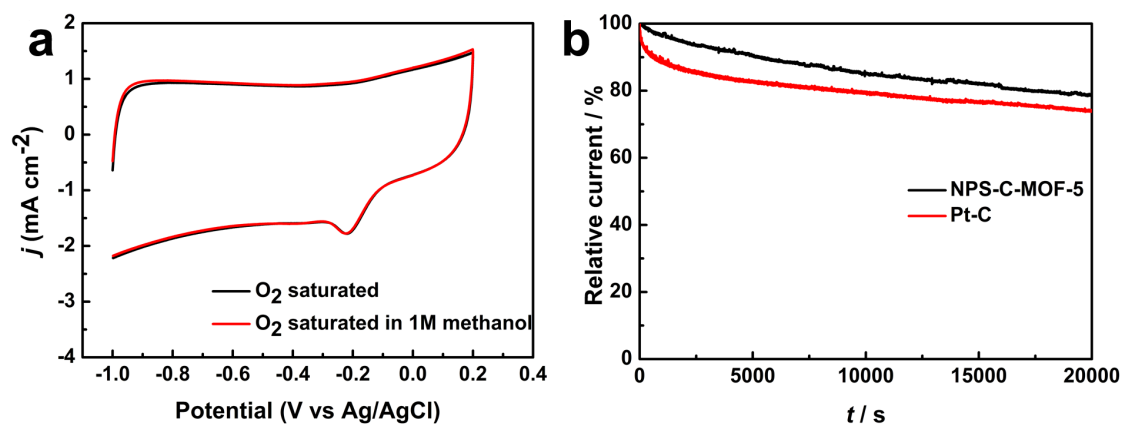 a
2
1
0
-1
-2
-3
-4
j (mA cm⁻²)
O₂ saturated
O₂ saturated in 1M methanol
-1.0 -0.8 -0.6 -0.4 -0.2 0.0 0.2 0.4
Potential (V vs Ag/AgCl)
b
100
80
60
40
20
0
Relative current / %
NPS-C-MOF-5
Pt-C
0 5000 10000 15000 20000
t / s